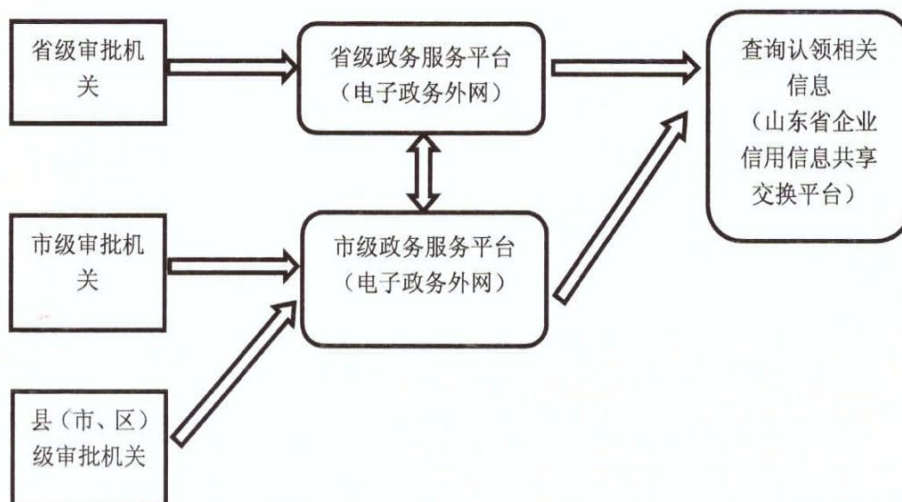 省级审批机
关
省级政务服务平台
（电子政务外网）
查询认领相关
信息
（山东省企业
信用信息共享
交换平台）
市级审批机
关
市级政务服务平台
（电子政务外网）
县（市、区）
级审批机关